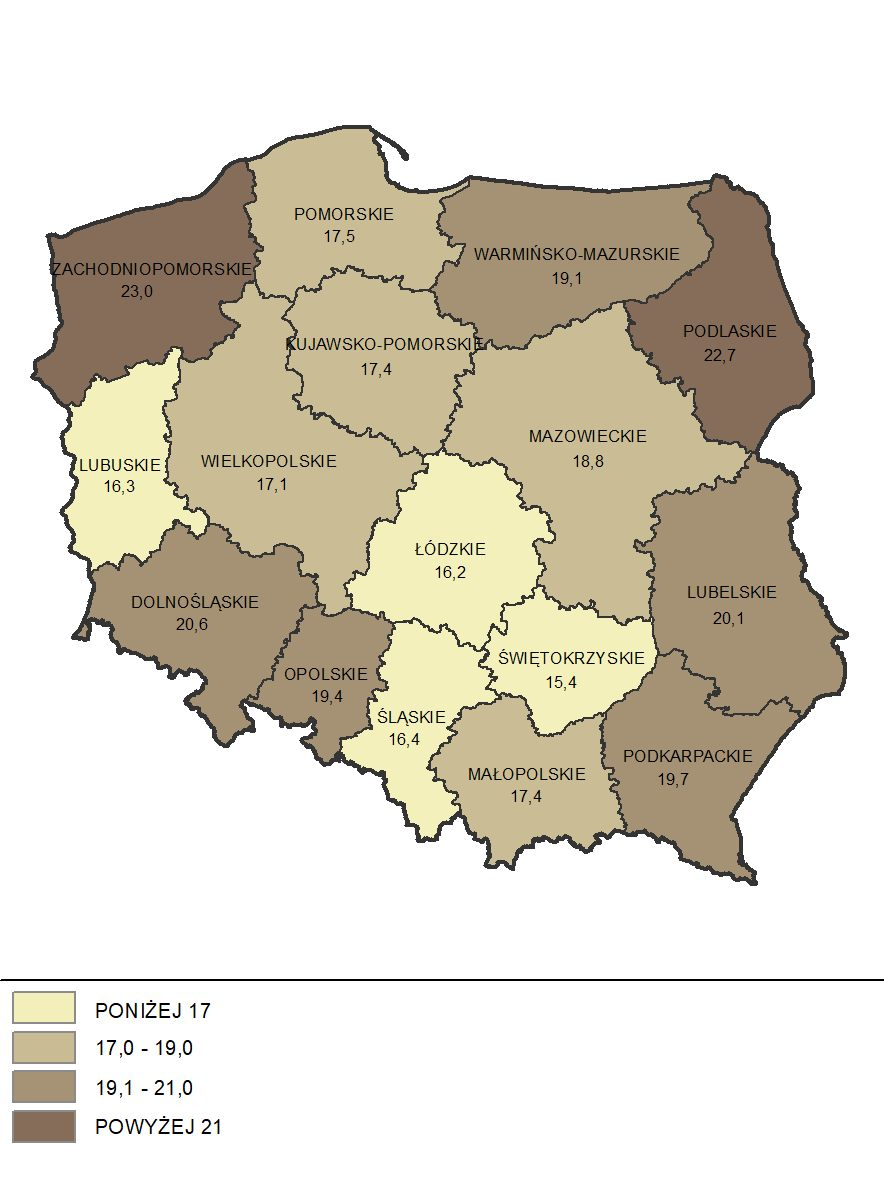 POMORSKIE
17,5
WARMIŃSKO-MAZURSKIE
19,1
ZACHODNIOPOMORSKIE
23,0
PODLASKIE
22,7
KUJAWSKO-POMORSKIE
17,4
MAZOWIECKIE
18,8
WIELKOPOLSKIE
17,1
LUBUSKIE
16,3
ŁÓDZKIE
16,2
LUBELSKIE
20,1
DOLNOŚLĄSKIE
20,6
ŚWIĘTOKRZYSKIE
15,4
OPOLSKIE
19,4
ŚLĄSKIE
16,4
PODKARPACKIE
19,7
MAŁOPOLSKIE
17,4
PONIŻEJ 17
17,0 - 19,0
19,1 - 21,0
POWYŻEJ 21